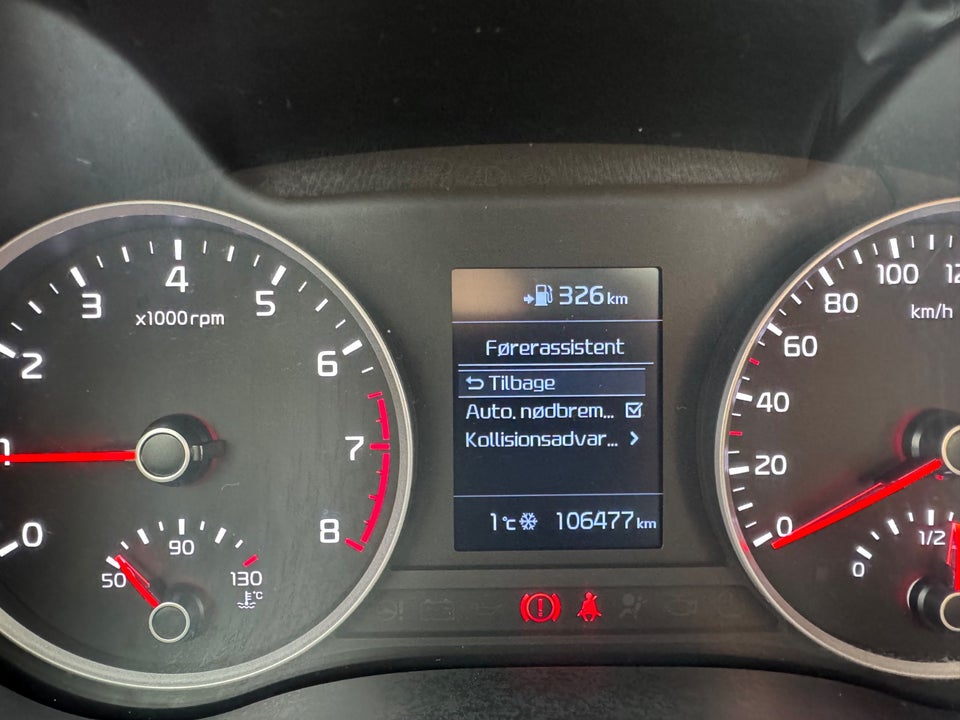 4
3
5
x1000rpm
2
6
1
7
0
8
90
50
130
°C
326 km
Førerassistent
Tilbage
Auto. nødbrem...
Kollisionsadvar...
1 °C
106477 km
100
80
km/h
60
40
20
0
1/2
0